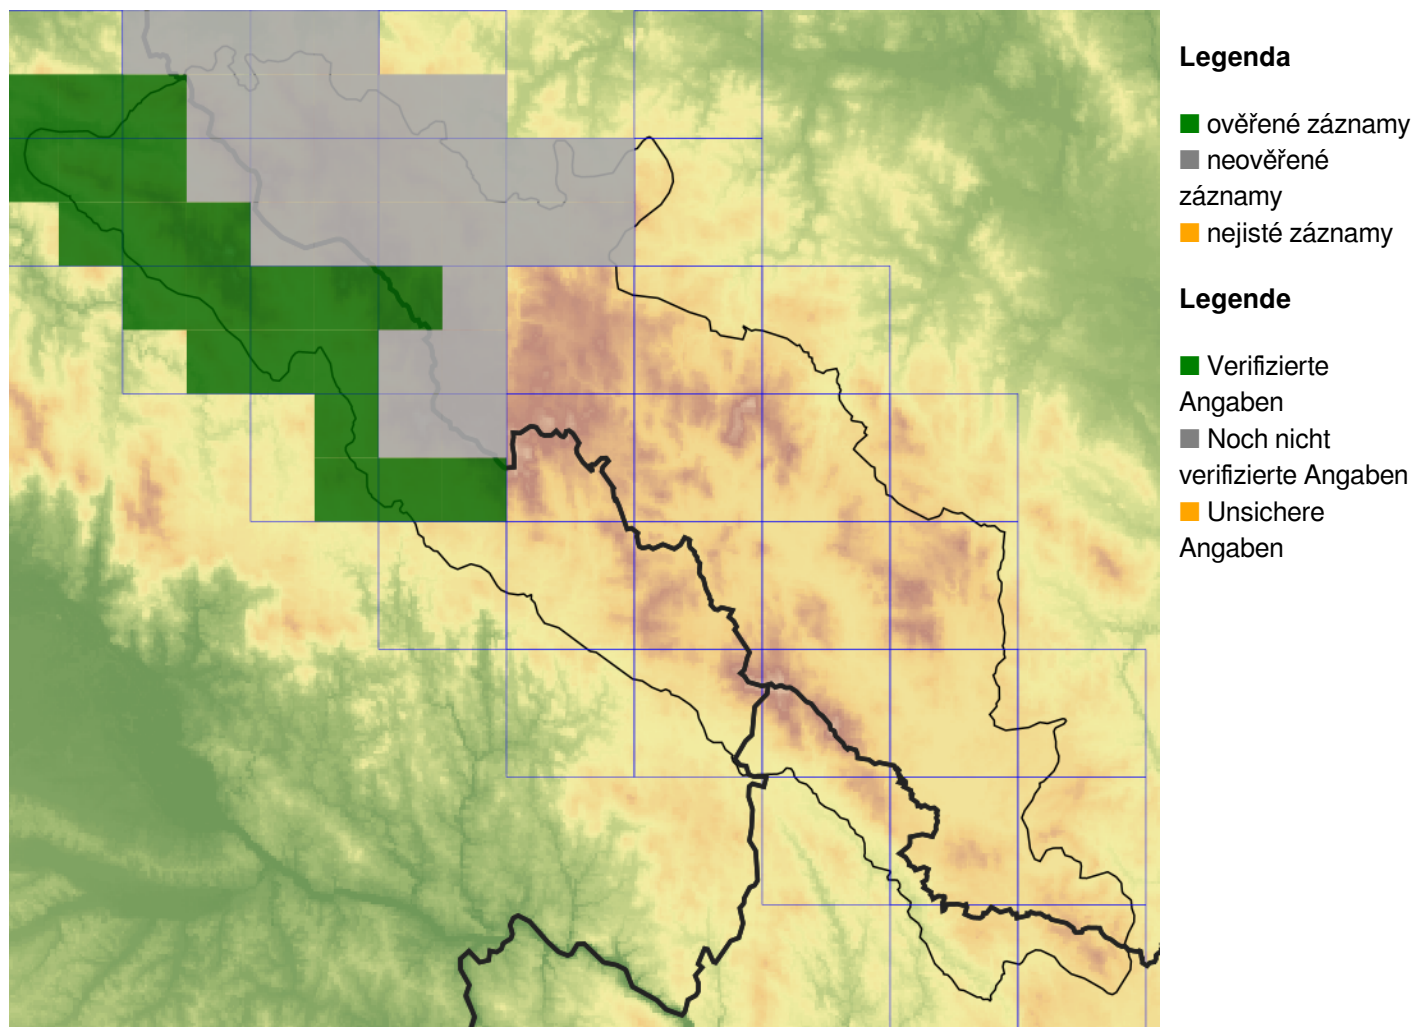 Legenda
ověřené záznamy
neověřené
záznamy
nejisté záznamy
Legende
Verifizierte
Angaben
Noch nicht
verifizierte Angaben
Unsichere
Angaben